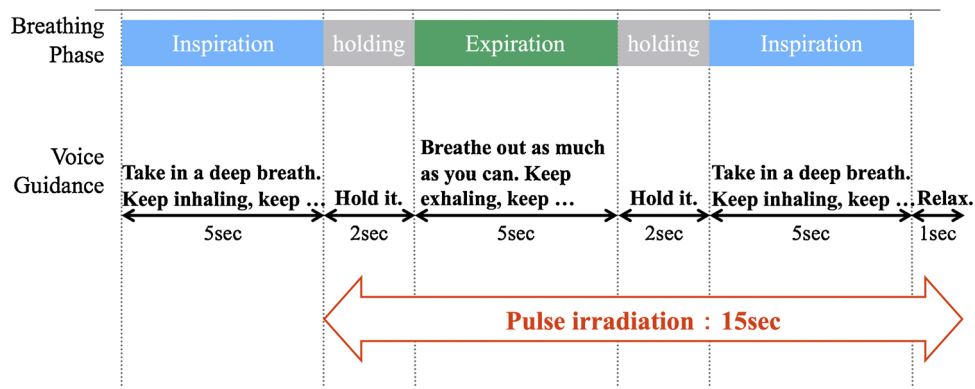 Breathing
Phase
Inspiration
holding
Expiration
holding
Inspiration
Voice
Guidance
Take in a deep breath.
Keep inhaling, keep …
Hold it.
Breathe out as much
as you can. Keep
exhaling, keep …
Hold it.
Take in a deep breath.
Keep inhaling, keep …
Relax.
5sec
2sec
5sec
2sec
5sec
1sec
Pulse irradiation：15sec